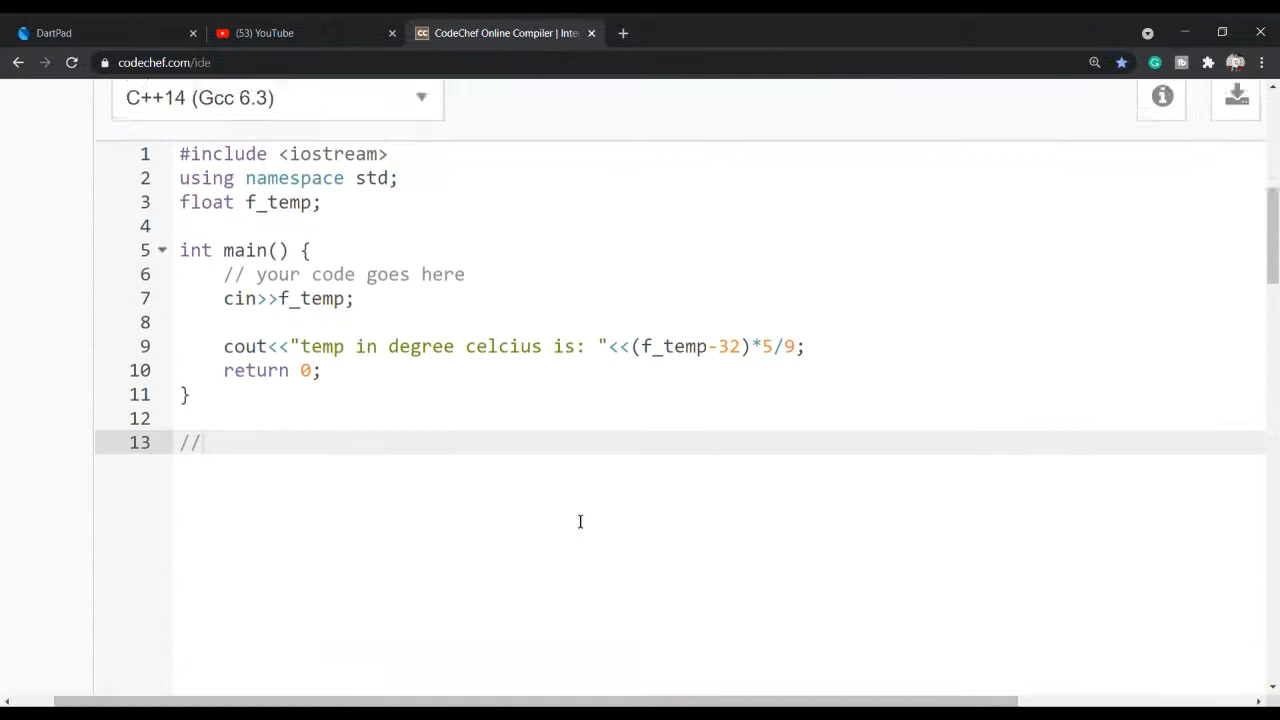 DartPad
(53) YouTube
CC CodeChef Online Compiler | Inte
codechef.com/ide
C++14 (Gcc 6.3)
1 #include <iostream>
2 using namespace std;
3 float f_temp;
4
5 int main() {
6 // your code goes here
7 cin>>f_temp;
8
9 cout<<"temp in degree celcius is: "<<(f_temp-32)*5/9;
10 return 0;
11 }
12
13 //